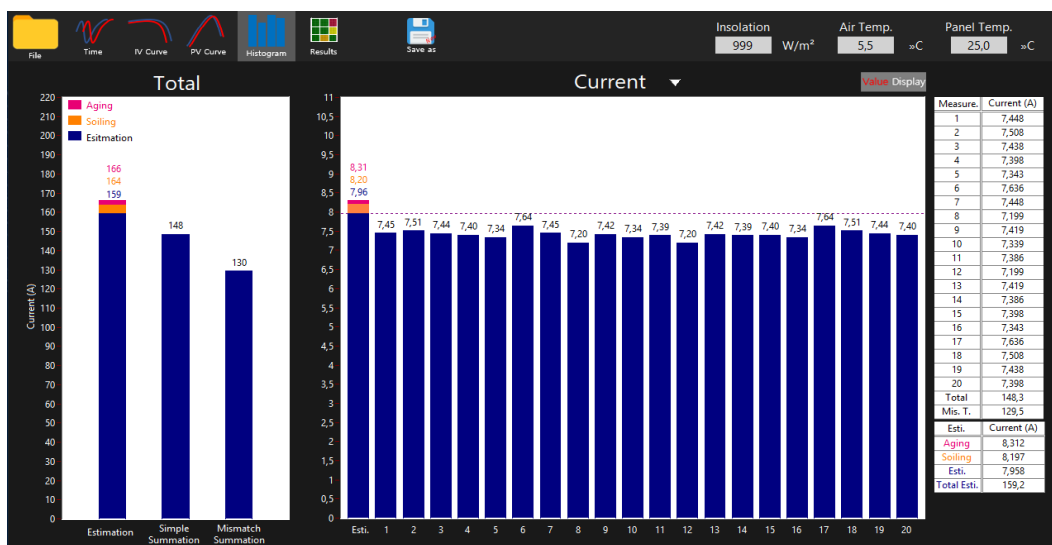 File
Time
IV Curve
PV Curve
Histogram
Results
Save as
Insolation
999 W/m²
Air Temp.
5,5 »C
Panel Temp.
25,0 »C
Total
Current
Value Display
Current (A)
220
210
200
190
180
170
160
150
140
130
120
110
100
90
80
70
60
50
40
30
20
10
0
Aging
Soiling
Esitmation
166
164
159
148
130
Estimation
Simple
Summation
Mismatch
Summation
11
10,5
10
9,5
9
8,5
8
7,5
7
6,5
6
5,5
5
4,5
4
3,5
3
2,5
2
1,5
1
0,5
0
8,31
8,20
7,96
7,45 7,51 7,44 7,40 7,34 7,64 7,45 7,20 7,42 7,34 7,39 7,20 7,42 7,39 7,40 7,34 7,64 7,51 7,44 7,40
Esti. 1 2 3 4 5 6 7 8 9 10 11 12 13 14 15 16 17 18 19 20
Measure. Current (A)
1 7,448
2 7,508
3 7,438
4 7,398
5 7,343
6 7,636
7 7,448
8 7,199
9 7,419
10 7,339
11 7,386
12 7,199
13 7,419
14 7,386
15 7,398
16 7,343
17 7,636
18 7,508
19 7,438
20 7,398
Total 148,3
Mis. T. 129,5
Esti. Current (A)
Aging 8,312
Soiling 8,197
Esti. 7,958
Total Esti. 159,2